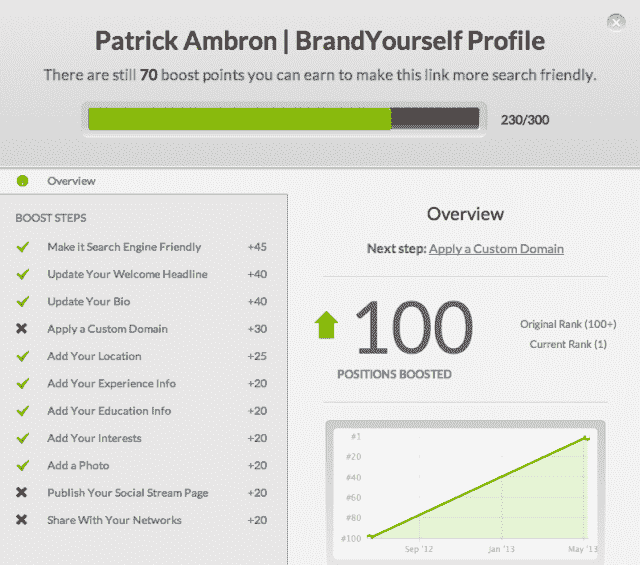 Patrick Ambron | BrandYourself Profile
There are still 70 boost points you can earn to make this link more search friendly.
230/300
Overview
BOOST STEPS
Make it Search Engine Friendly +45
Update Your Welcome Headline +40
Update Your Bio +40
Apply a Custom Domain +30
Add Your Location +25
Add Your Experience Info +20
Add Your Education Info +20
Add Your Interests +20
Add a Photo +20
Publish Your Social Stream Page +20
Share With Your Networks +20
Overview
Next step: Apply a Custom Domain
100
POSITIONS BOOSTED
Original Rank (100+)
Current Rank (1)
#1
#20
#40
#60
#80
#100
Sep '12 Jan '13 May '13